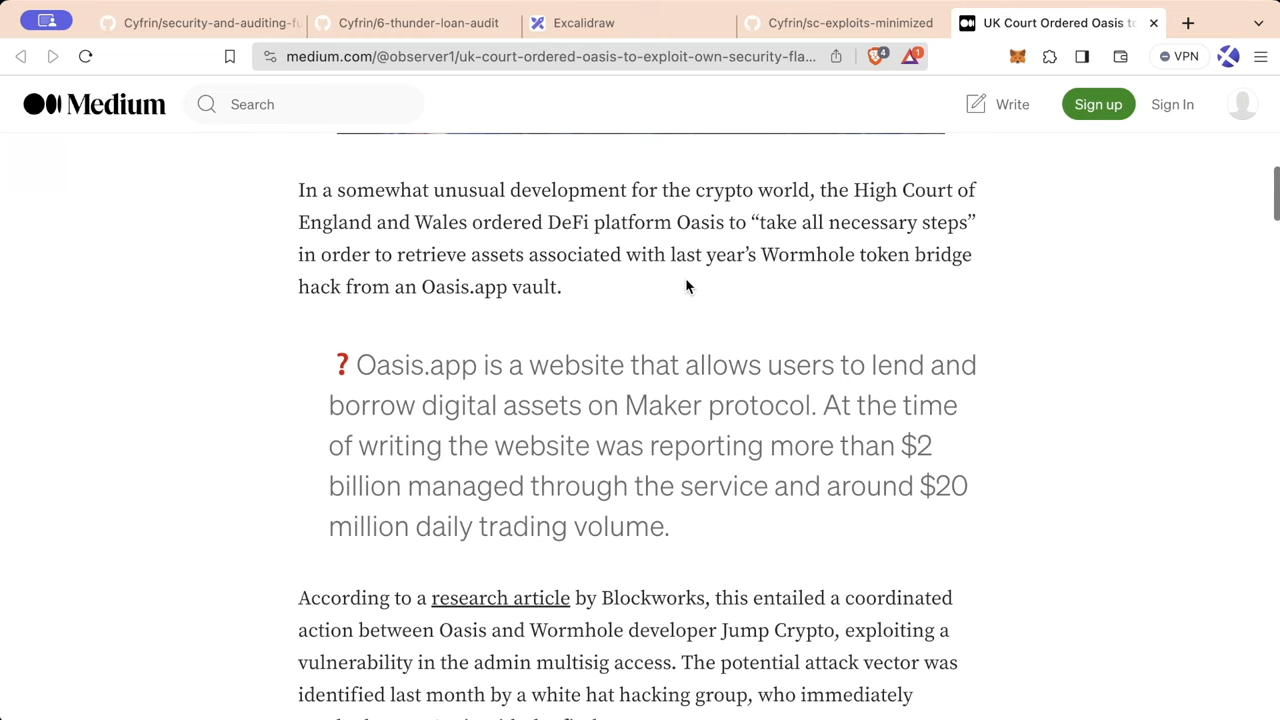 Cyfrin/security-and-auditing-fu
Cyfrin/6-thunder-loan-audit
Excalidraw
Cyfrin/sc-exploits-minimized
UK Court Ordered Oasis to
medium.com/@observer1/uk-court-ordered-oasis-to-exploit-own-security-fla...
4
1
VPN
Medium
Search
Write
Sign up
Sign In
In a somewhat unusual development for the crypto world, the High Court of
England and Wales ordered DeFi platform Oasis to “take all necessary steps”
in order to retrieve assets associated with last year’s Wormhole token bridge
hack from an Oasis.app vault.
❓ Oasis.app is a website that allows users to lend and
borrow digital assets on Maker protocol. At the time
of writing the website was reporting more than $2
billion managed through the service and around $20
million daily trading volume.
According to a research article by Blockworks, this entailed a coordinated
action between Oasis and Wormhole developer Jump Crypto, exploiting a
vulnerability in the admin multisig access. The potential attack vector was
identified last month by a white hat hacking group, who immediately